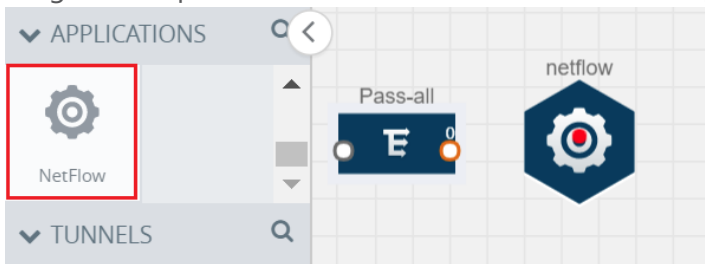 APPLICATIONS
NetFlow
TUNNELS
Pass-all
0
netflow